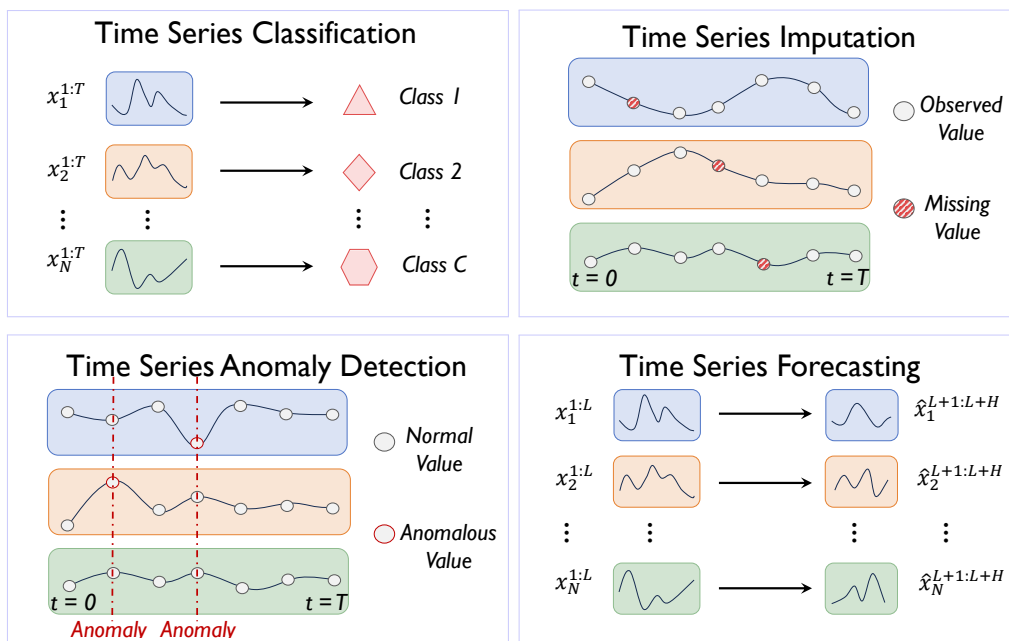 Time Series Classification
x_1^{1:T}
Class 1
x_2^{1:T}
Class 2
x_N^{1:T}
Class C
Time Series Imputation
Observed
Value
Missing
Value
t = 0
t = T
Time Series Anomaly Detection
Normal
Value
Anomalous
Value
t = 0
t = T
Anomaly Anomaly
Time Series Forecasting
x_1^{1:L} x̂_1^{L+1:L+H}
x_2^{1:L} x̂_2^{L+1:L+H}
x_N^{1:L} x̂_N^{L+1:L+H}